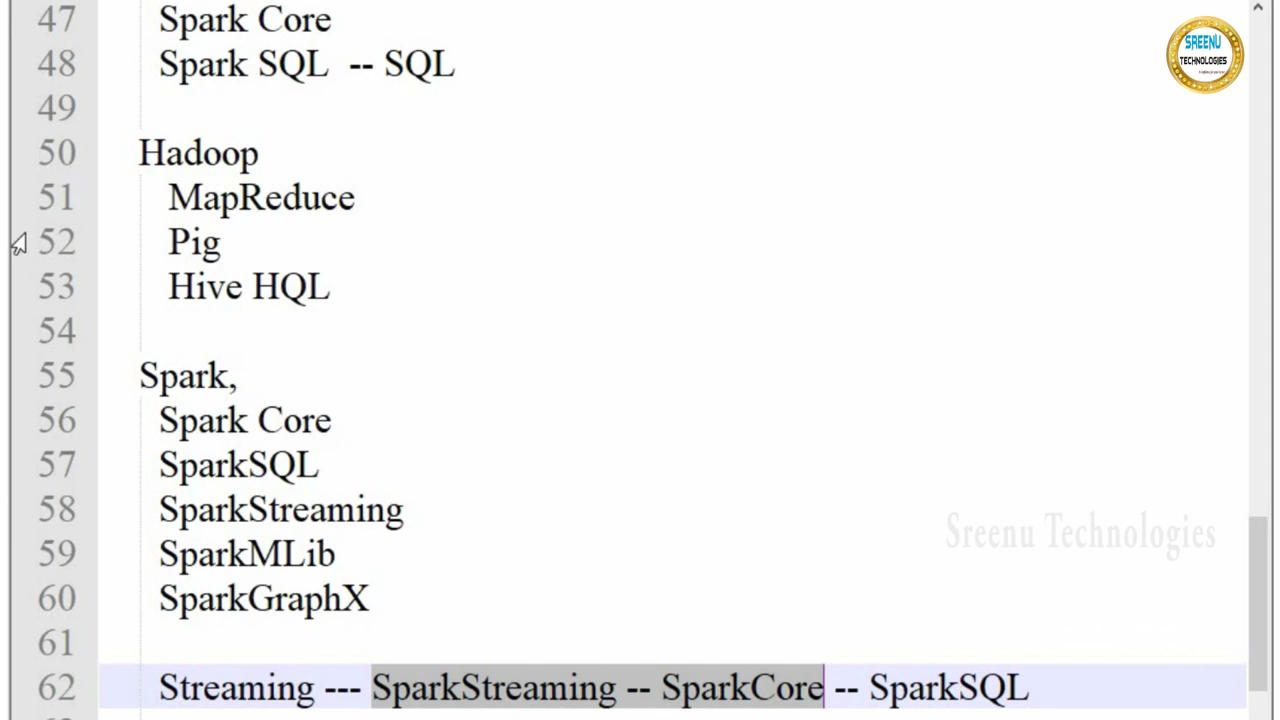 47 Spark Core
48 Spark SQL -- SQL
49
50 Hadoop
51 MapReduce
52 Pig
53 Hive HQL
54
55 Spark,
56 Spark Core
57 SparkSQL
58 SparkStreaming
59 SparkMLib
60 SparkGraphX
61
62 Streaming --- SparkStreaming -- SparkCore -- SparkSQL
SREENU
TECHNOLOGIES
Sreenu Technologies